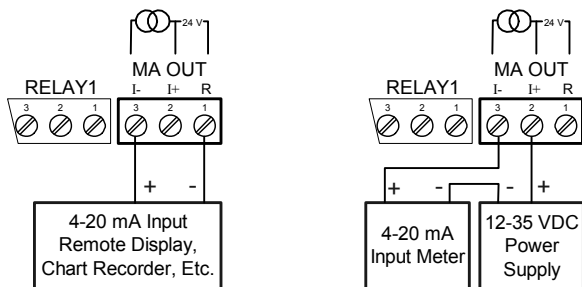 24 V
MA OUT
RELAY1 I- I+ R
3 2 1 3 2 1
+ -
4-20 mA Input
Remote Display,
Chart Recorder, Etc.
24 V
MA OUT
RELAY1 I- I+ R
3 2 1 3 2 1
+ - - +
4-20 mA
Input Meter
12-35 VDC
Power
Supply